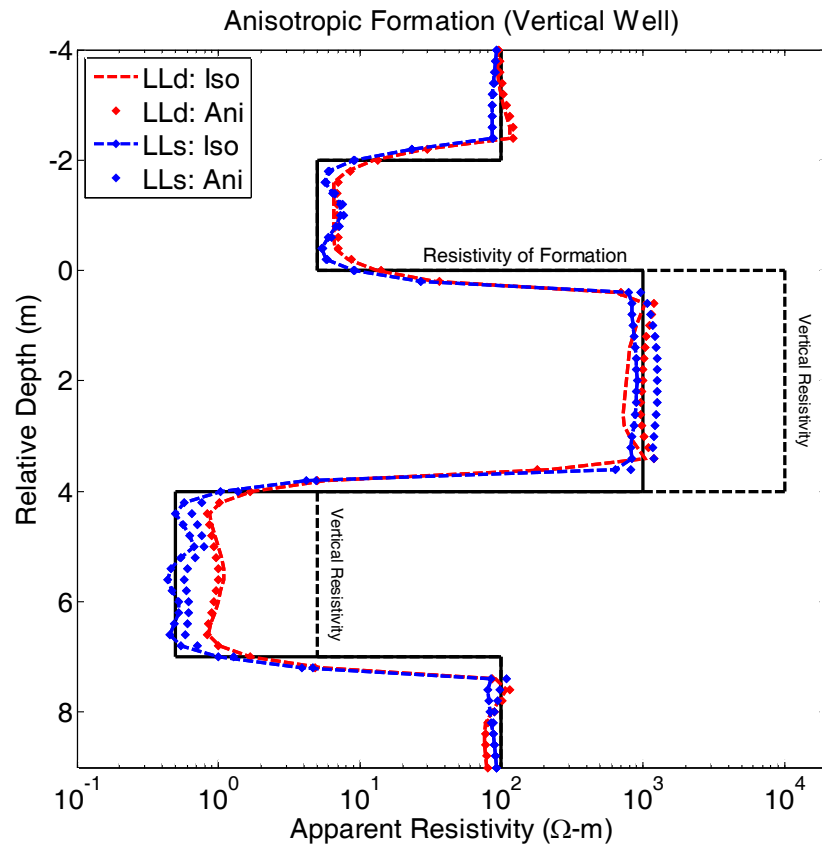 Anisotropic Formation (Vertical Well)
-4
-2
0
2
4
6
8
Relative Depth (m)
LLd: Iso
LLd: Ani
LLs: Iso
LLs: Ani
Resistivity of Formation
Vertical Resistivity
Vertical Resistivity
10^-1
10^0
10^1
10^2
10^3
10^4
Apparent Resistivity (Ω-m)